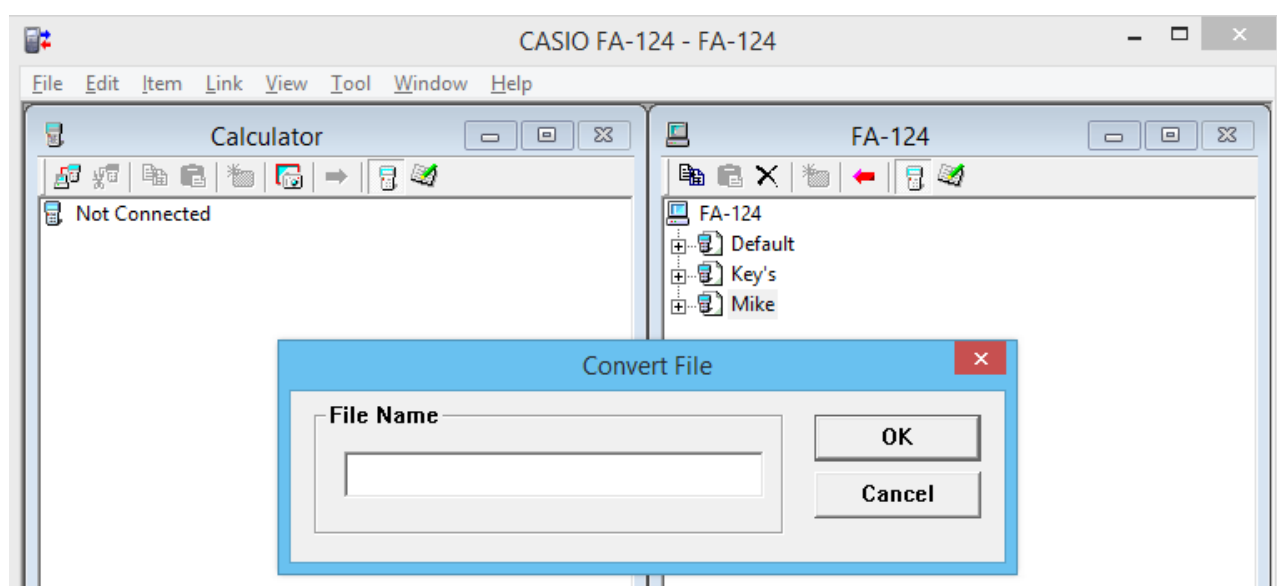 CASIO FA-124 - FA-124
File Edit Item Link View Tool Window Help
Calculator
Not Connected
FA-124
FA-124
Default
Key's
Mike
Convert File
File Name
OK
Cancel